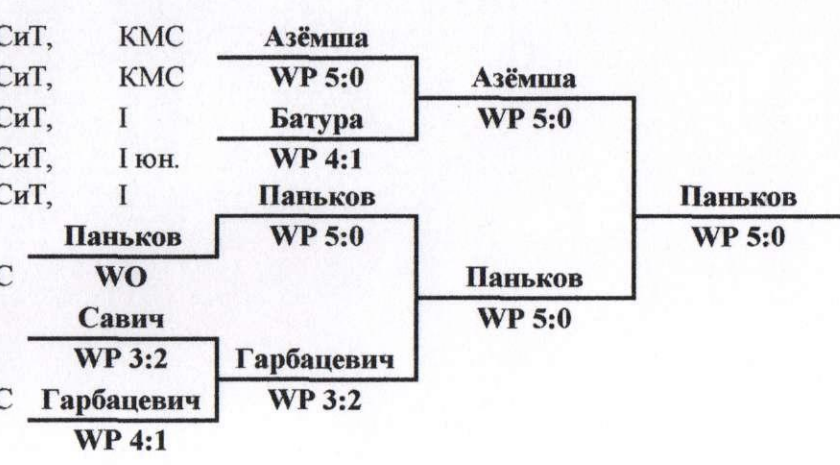 СиТ, КМС Азёмша
СиТ, КМС WP 5:0 Азёмша
СиТ, I Батура WP 5:0
СиТ, I юн. WP 4:1
СиТ, I Паньков Паньков
Паньков WP 5:0 WP 5:0
С WO Паньков
Савич WP 5:0
WP 3:2 Гарбацевич
С Гарбацевич WP 3:2
WP 4:1